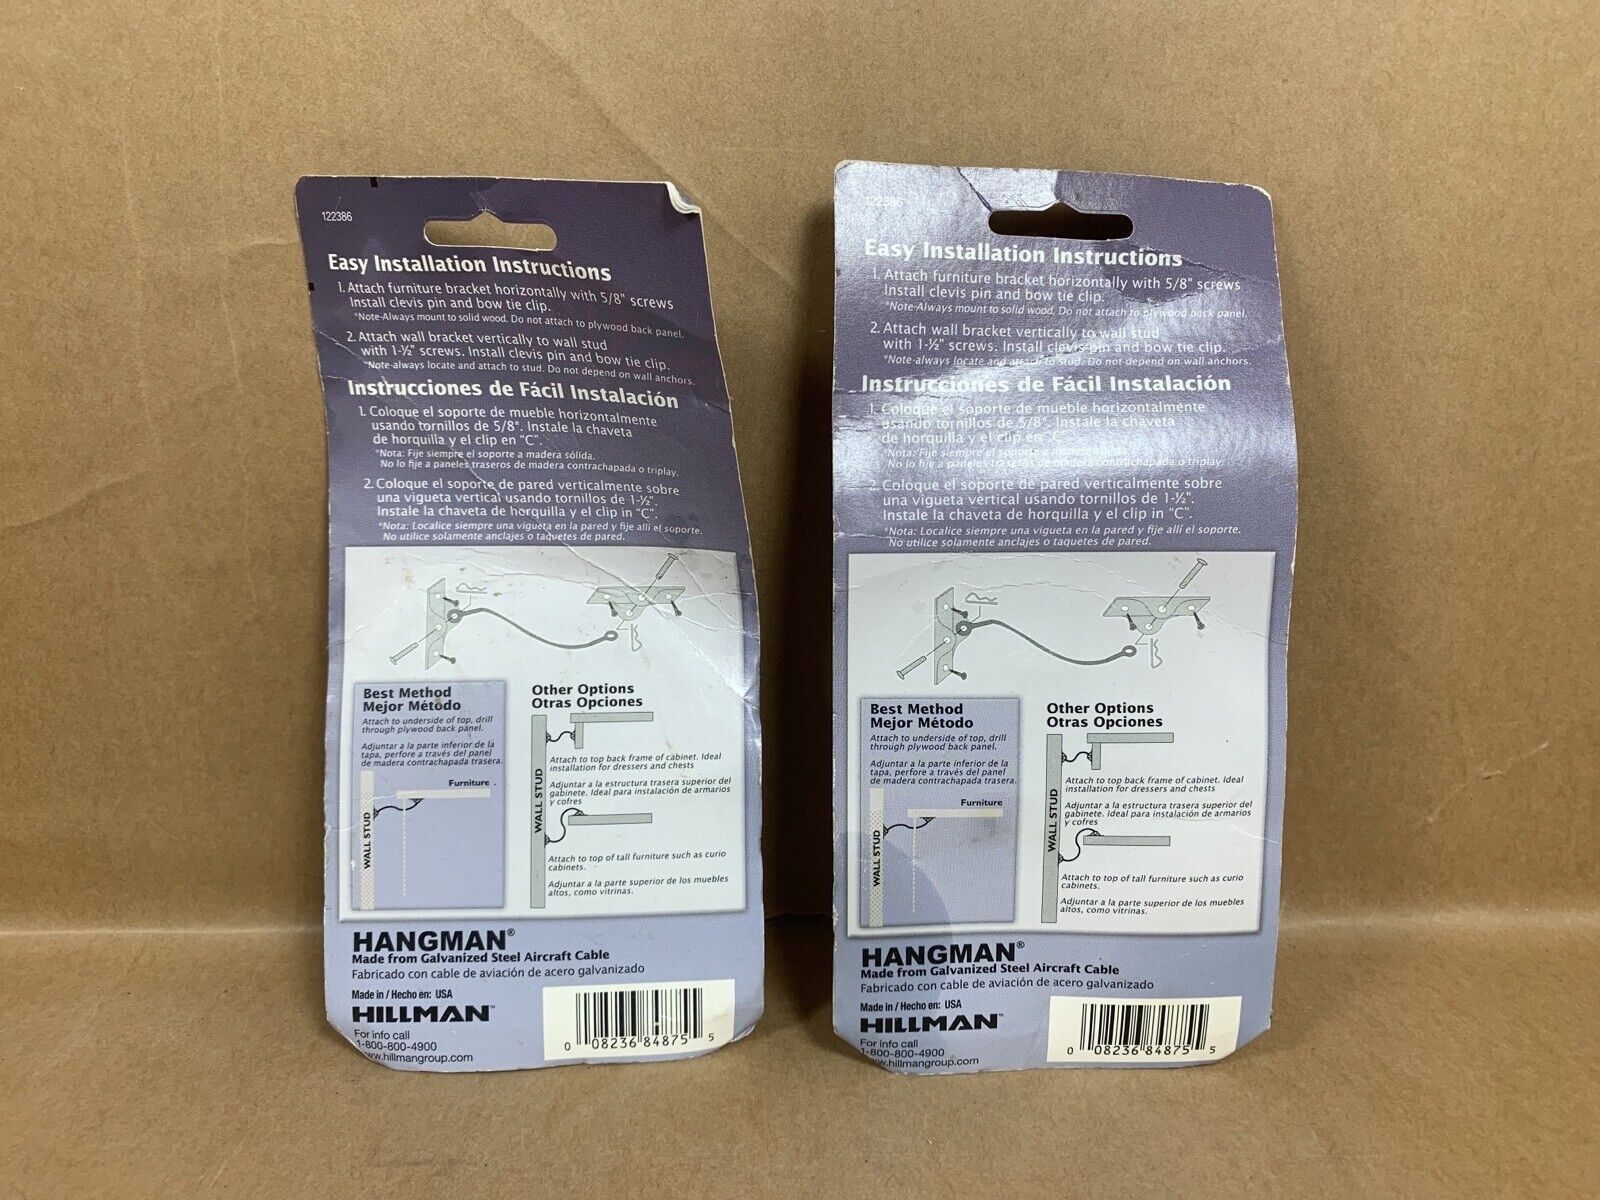 122386
Easy Installation Instructions
1. Attach furniture bracket horizontally with 5/8" screws
Install clevis pin and bow tie clip.
*Note-Always mount to solid wood. Do not attach to plywood back panel.
2. Attach wall bracket vertically to wall stud
with 1-½" screws. Install clevis pin and bow tie clip.
*Note-always locate and attach to stud. Do not depend on wall anchors.
Instrucciones de Fácil Instalación
1. Coloque el soporte de mueble horizontalmente
usando tornillos de 5/8". Instale la chaveta
de horquilla y el clip en "C".
*Nota: Fije siempre el soporte a madera sólida.
No lo fije a paneles traseros de madera contrachapada o triplay.
2. Coloque el soporte de pared verticalmente sobre
una vigueta vertical usando tornillos de 1-½".
Instale la chaveta de horquilla y el clip in "C".
*Nota: Localice siempre una vigueta en la pared y fije allí el soporte.
No utilice solamente anclajes o taquetes de pared.
Best Method
Mejor Método
Attach to underside of top, drill
through plywood back panel.
Adjuntar a la parte inferior de la
tapa, perfore a través del panel
de madera contrachapada trasera.
Furniture
WALL STUD
Other Options
Otras Opciones
WALL STUD
Attach to top back frame of cabinet. Ideal
installation for dressers and chests
Adjuntar a la estructura trasera superior del
gabinete. Ideal para instalación de armarios
y cofres
Attach to top of tall furniture such as curio
cabinets.
Adjuntar a la parte superior de los muebles
altos, como vitrinas.
HANGMAN®
Made from Galvanized Steel Aircraft Cable
Fabricado con cable de aviación de acero galvanizado
Made in / Hecho en: USA
HILLMAN™
For info call
1-800-800-4900
www.hillmangroup.com
0 08236 84875 5
122386
Easy Installation Instructions
1. Attach furniture bracket horizontally with 5/8" screws
Install clevis pin and bow tie clip.
*Note-Always mount to solid wood. Do not attach to plywood back panel.
2. Attach wall bracket vertically to wall stud
with 1-½" screws. Install clevis pin and bow tie clip.
*Note-always locate and attach to stud. Do not depend on wall anchors.
Instrucciones de Fácil Instalación
1. Coloque el soporte de mueble horizontalmente
usando tornillos de 5/8". Instale la chaveta
de horquilla y el clip en "C".
*Nota: Fije siempre el soporte a madera sólida.
No lo fije a paneles traseros de madera contrachapada o triplay.
2. Coloque el soporte de pared verticalmente sobre
una vigueta vertical usando tornillos de 1-½".
Instale la chaveta de horquilla y el clip in "C".
*Nota: Localice siempre una vigueta en la pared y fije allí el soporte.
No utilice solamente anclajes o taquetes de pared.
Best Method
Mejor Método
Attach to underside of top, drill
through plywood back panel.
Adjuntar a la parte inferior de la
tapa, perfore a través del panel
de madera contrachapada trasera.
Furniture
WALL STUD
Other Options
Otras Opciones
WALL STUD
Attach to top back frame of cabinet. Ideal
installation for dressers and chests
Adjuntar a la estructura trasera superior del
gabinete. Ideal para instalación de armarios
y cofres
Attach to top of tall furniture such as curio
cabinets.
Adjuntar a la parte superior de los muebles
altos, como vitrinas.
HANGMAN®
Made from Galvanized Steel Aircraft Cable
Fabricado con cable de aviación de acero galvanizado
Made in / Hecho en: USA
HILLMAN™
For info call
1-800-800-4900
www.hillmangroup.com
0 08236 84875 5